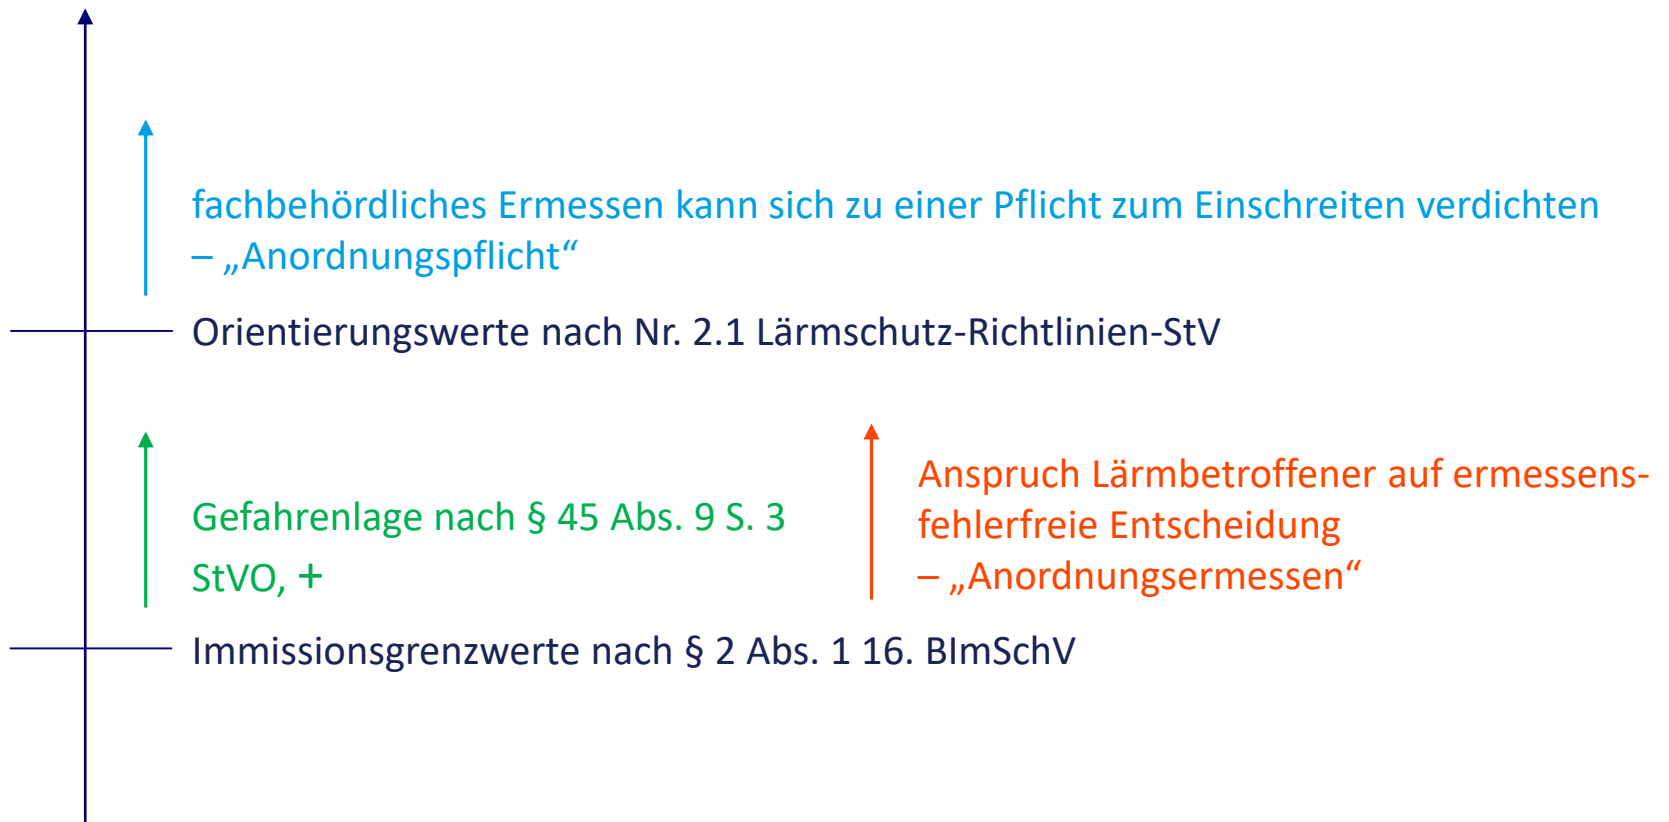 fachbehördliches Ermessen kann sich zu einer Pflicht zum Einschreiten verdichten
– „Anordnungspflicht“
Orientierungswerte nach Nr. 2.1 Lärmschutz-Richtlinien-StV
Gefahrenlage nach § 45 Abs. 9 S. 3
StVO, +
Anspruch Lärmbetroffener auf ermessens-
fehlerfreie Entscheidung
– „Anordnungsermessen“
Immissionsgrenzwerte nach § 2 Abs. 1 16. BImSchV